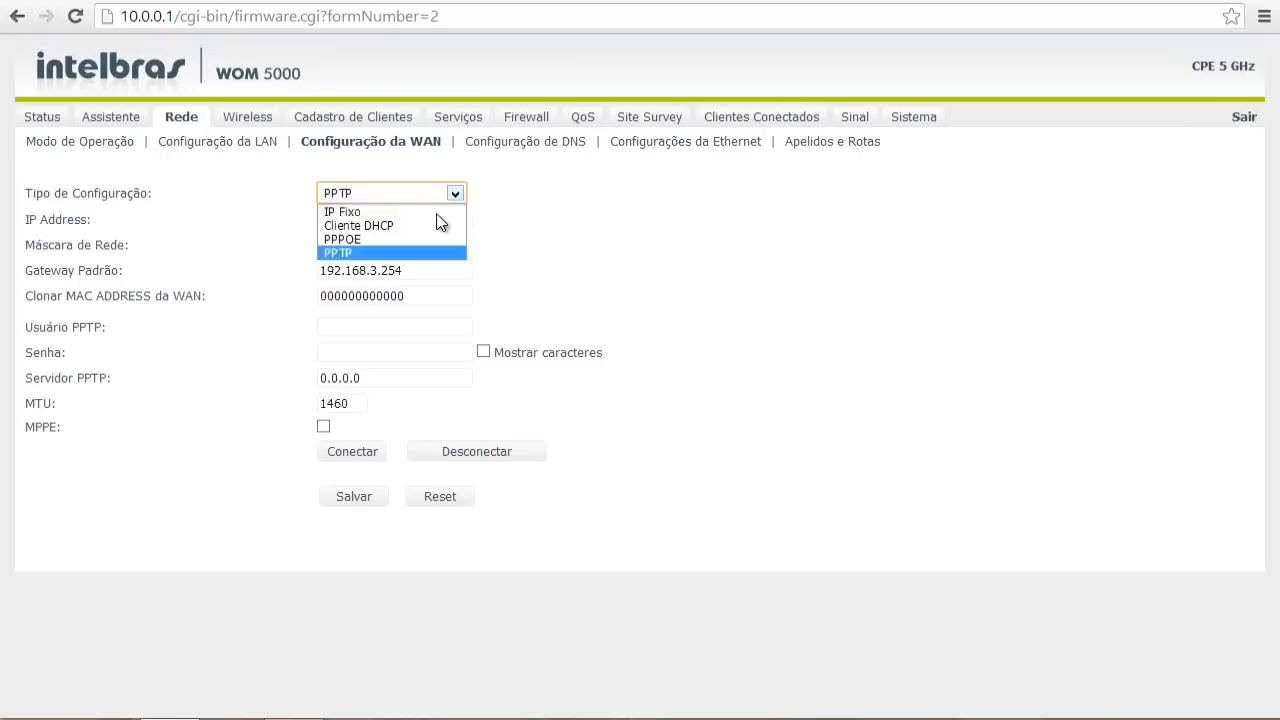 10.0.0.1/cgi-bin/firmware.cgi?formNumber=2
intelbras WOM 5000 CPE 5 GHz
Status Assistente Rede Wireless Cadastro de Clientes Serviços Firewall QoS Site Survey Clientes Conectados Sinal Sistema Sair
Modo de Operação | Configuração da LAN | Configuração da WAN | Configuração de DNS | Configurações da Ethernet | Apelidos e Rotas
Tipo de Configuração: PPTP
IP Fixo
IP Address:
Cliente DHCP
PPPOE
Máscara de Rede:
PPTP
Gateway Padrão: 192.168.3.254
Clonar MAC ADDRESS da WAN: 000000000000
Usuário PPTP:
Senha: Mostrar caracteres
Servidor PPTP: 0.0.0.0
MTU: 1460
MPPE:
Conectar Desconectar
Salvar Reset